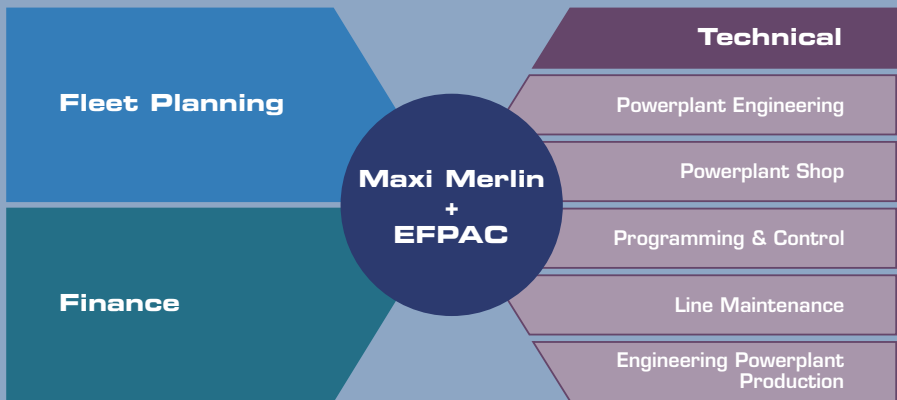 Fleet Planning
Finance
Maxi Merlin
+
EFPAC
Technical
Powerplant Engineering
Powerplant Shop
Programming & Control
Line Maintenance
Engineering Powerplant
Production